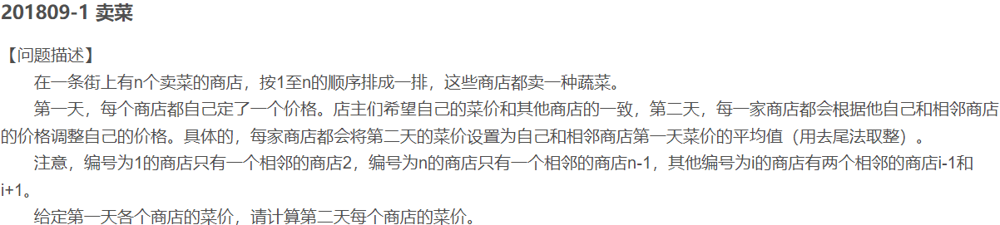 201809-1 卖菜
【问题描述】
在一条街上有n个卖菜的商店，按1至n的顺序排成一排，这些商店都卖一种蔬菜。
第一天，每个商店都自己定了一个价格。店主们希望自己的菜价和其他商店的一致，第二天，每一家商店都会根据他自己和相邻商店
的价格调整自己的价格。具体的，每家商店都会将第二天的菜价设置为自己和相邻商店第一天菜价的平均值（用去尾法取整）。
注意，编号为1的商店只有一个相邻的商店2，编号为n的商店只有一个相邻的商店n-1，其他编号为i的商店有两个相邻的商店i-1和
i+1。
给定第一天各个商店的菜价，请计算第二天每个商店的菜价。